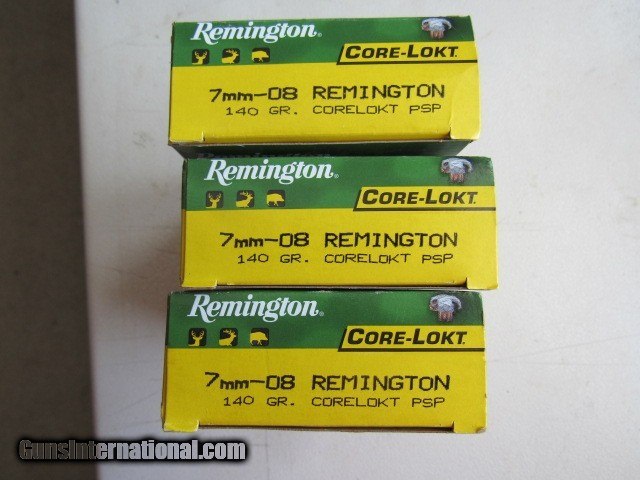 Remington®
CORE-LOKT®
7mm-08 REMINGTON
140 GR. CORELOKT PSP
Remington®
CORE-LOKT®
7mm-08 REMINGTON
140 GR. CORELOKT PSP
Remington®
CORE-LOKT®
7mm-08 REMINGTON
140 GR. CORELOKT PSP
GunsInternational.com